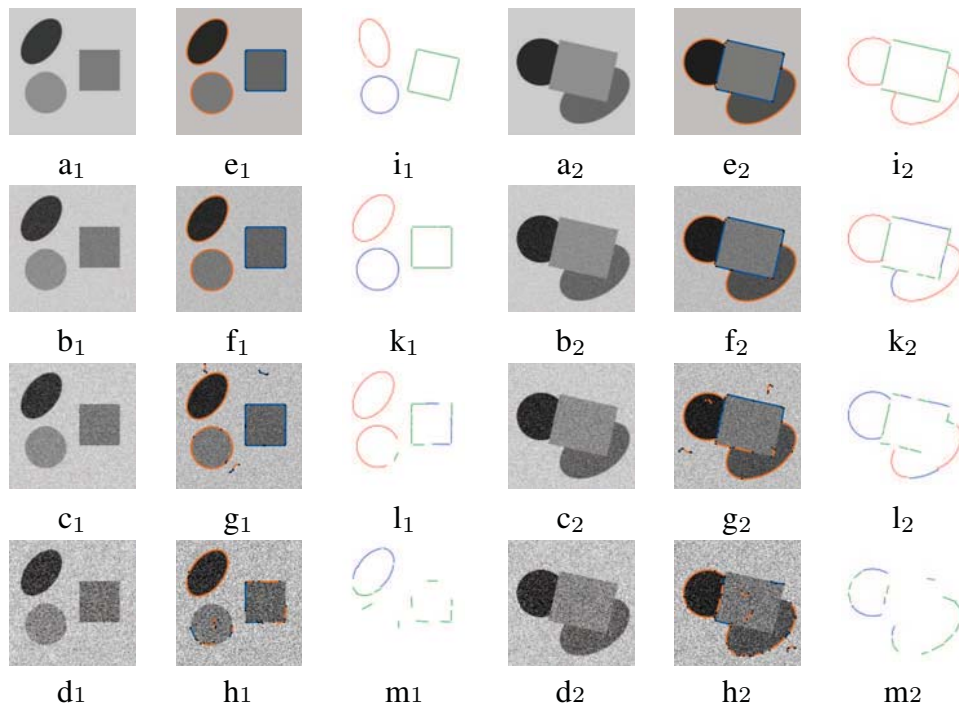 a₁ e₁ i₁ a₂ e₂ i₂
b₁ f₁ k₁ b₂ f₂ k₂
c₁ g₁ l₁ c₂ g₂ l₂
d₁ h₁ m₁ d₂ h₂ m₂